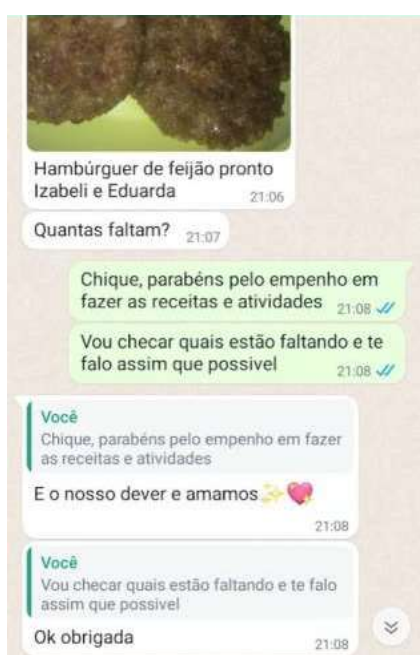 Hambúrguer de feijão pronto
Izabeli e Eduarda 21:06
Quantas faltam? 21:07
Chique, parabéns pelo empenho em
fazer as receitas e atividades 21:08
Vou checar quais estão faltando e te
falo assim que possivel 21:08
Você
Chique, parabéns pelo empenho em fazer
as receitas e atividades
E o nosso dever e amamos✨💖
21:08
Você
Vou checar quais estão faltando e te falo
assim que possivel
Ok obrigada 21:08